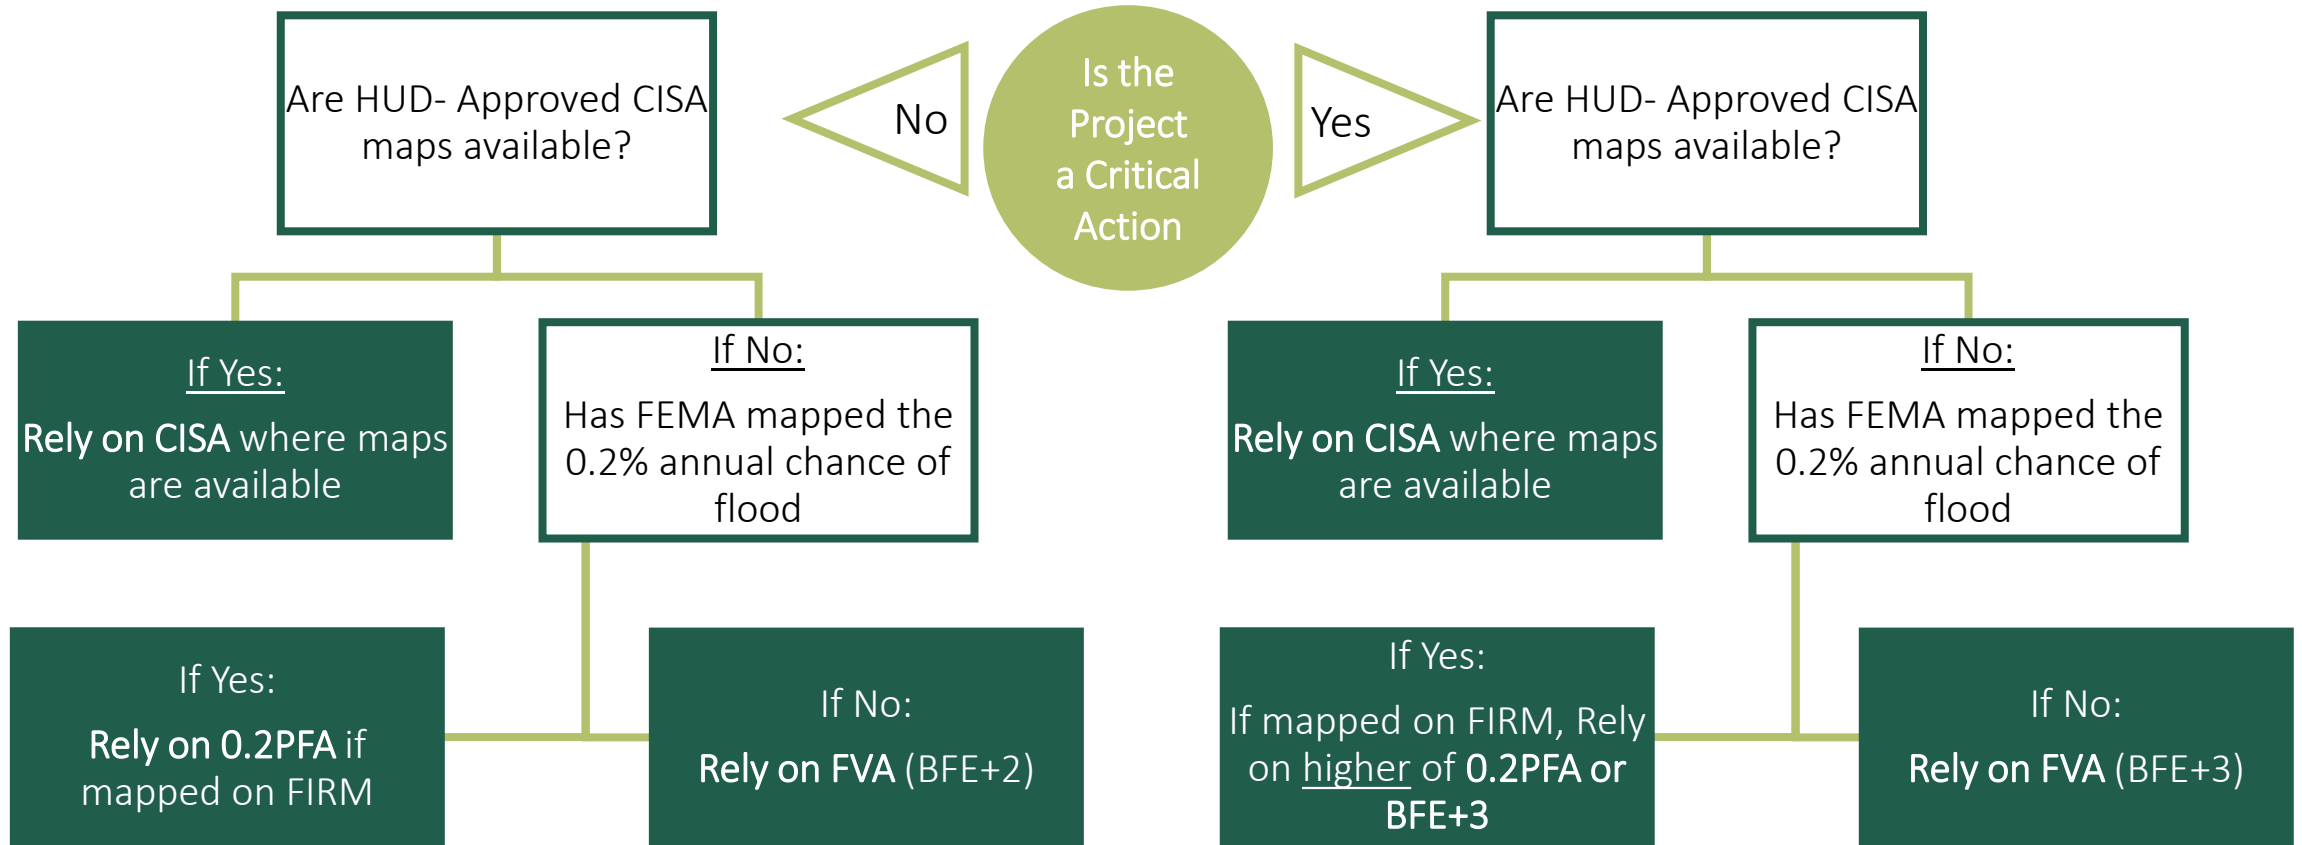 Is the
Project
a Critical
Action
No
Are HUD- Approved CISA
maps available?
If Yes:
Rely on CISA where maps
are available
If No:
Has FEMA mapped the
0.2% annual chance of
flood
If Yes:
Rely on 0.2PFA if
mapped on FIRM
If No:
Rely on FVA (BFE+2)
Yes
Are HUD- Approved CISA
maps available?
If Yes:
Rely on CISA where maps
are available
If No:
Has FEMA mapped the
0.2% annual chance of
flood
If Yes:
If mapped on FIRM, Rely
on higher of 0.2PFA or
BFE+3
If No:
Rely on FVA (BFE+3)